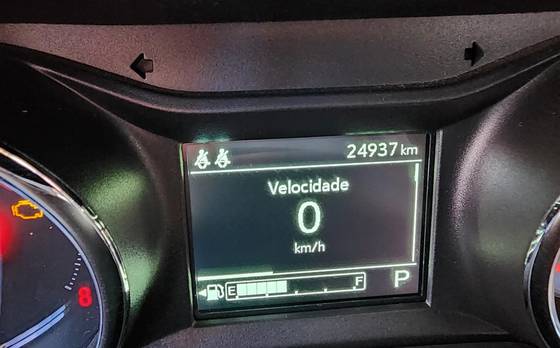 24937 km
Velocidade
0
km/h
E F P
8